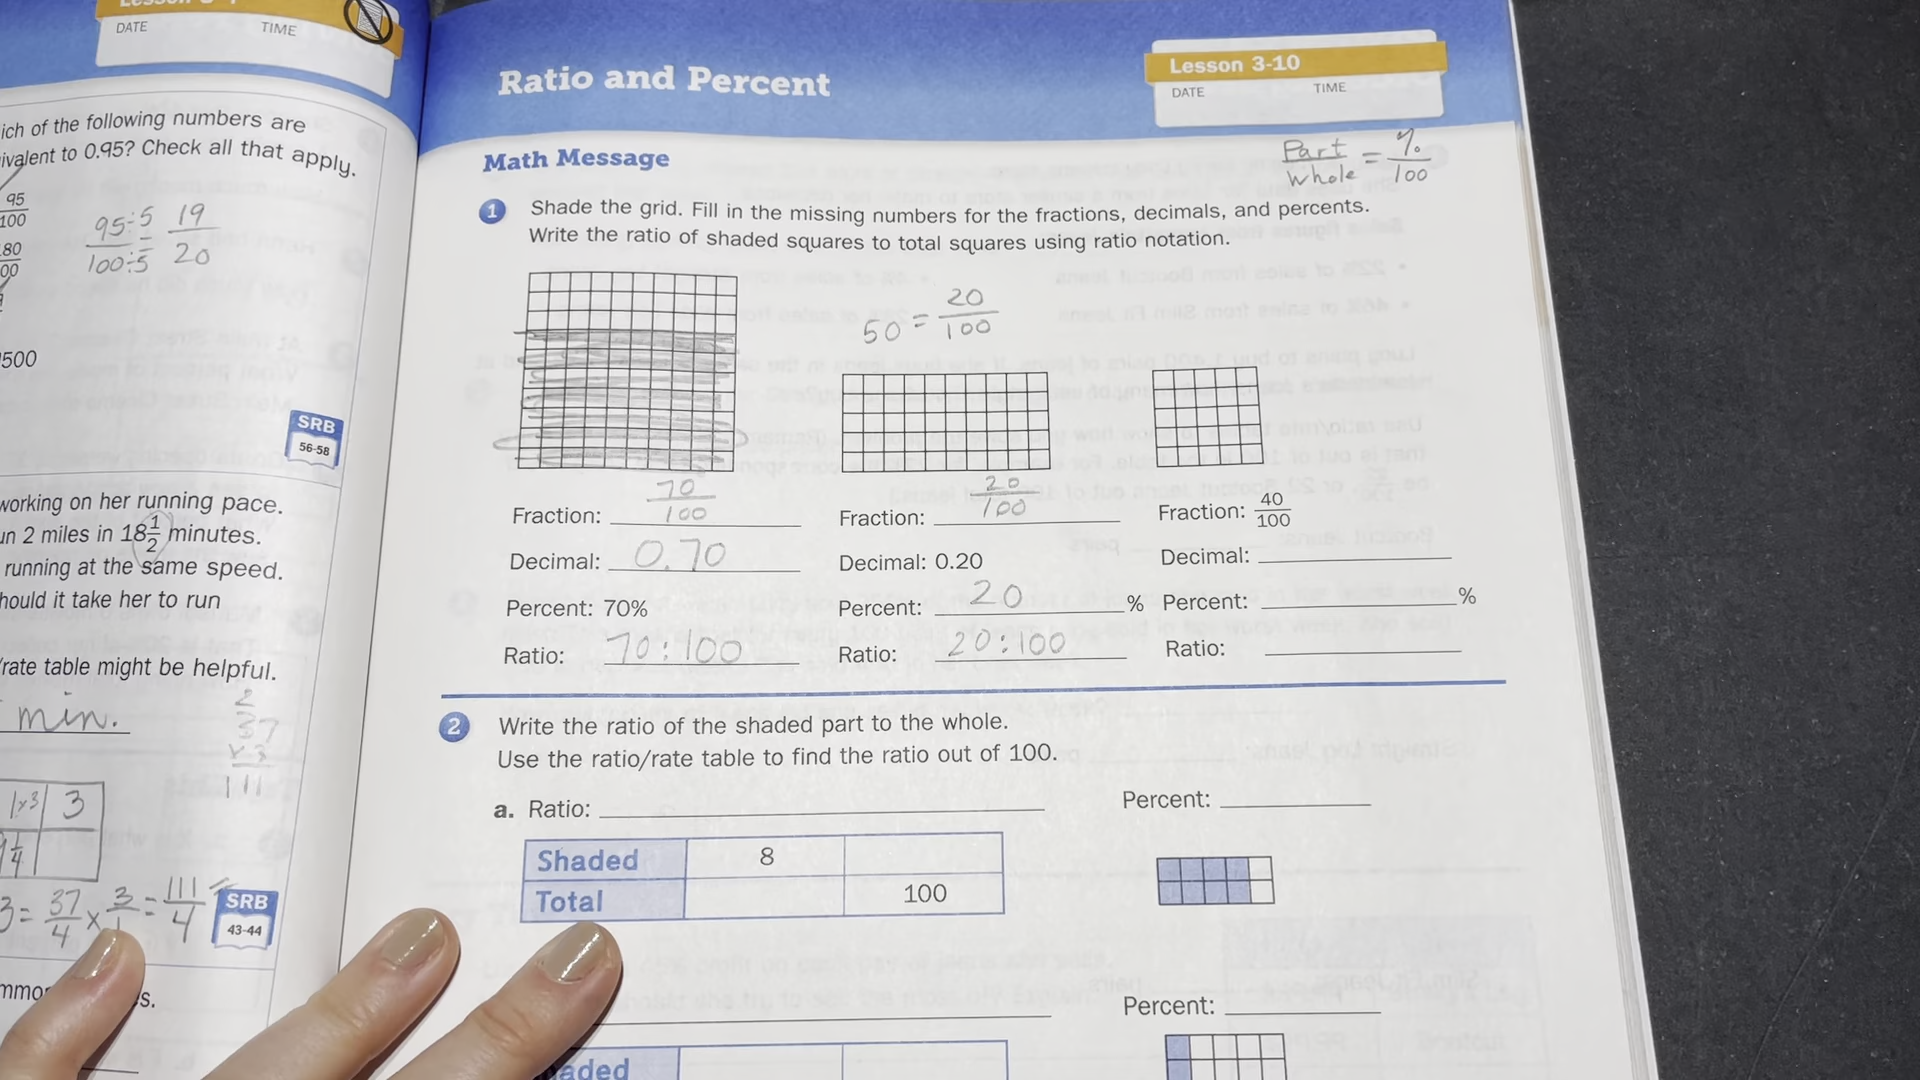 DATE TIME
ich of the following numbers are
ivalent to 0.95? Check all that apply.
95
100
95÷5 = 19
100÷5 20
80
00
500
SRB
56-58
working on her running pace.
un 2 miles in 18 1/2 minutes.
running at the same speed.
hould it take her to run
/rate table might be helpful.
min.
2
37
x3
111
1 x3 3
1/4
3 = 37/4 x 3/1 = 111/4
SRB
43-44
s.
Ratio and Percent
Lesson 3-10
DATE TIME
Math Message
Part/Whole = %/100
1 Shade the grid. Fill in the missing numbers for the fractions, decimals, and percents.
Write the ratio of shaded squares to total squares using ratio notation.
50 = 20/100
Fraction: 70/100
Decimal: 0.70
Percent: 70%
Ratio: 70:100
Fraction: 20/100
Decimal: 0.20
Percent: 20 %
Ratio: 20:100
Fraction: 40/100
Decimal:
Percent: %
Ratio:
2 Write the ratio of the shaded part to the whole.
Use the ratio/rate table to find the ratio out of 100.
a. Ratio: Percent:
Shaded 8
Total 100
Percent:
aded